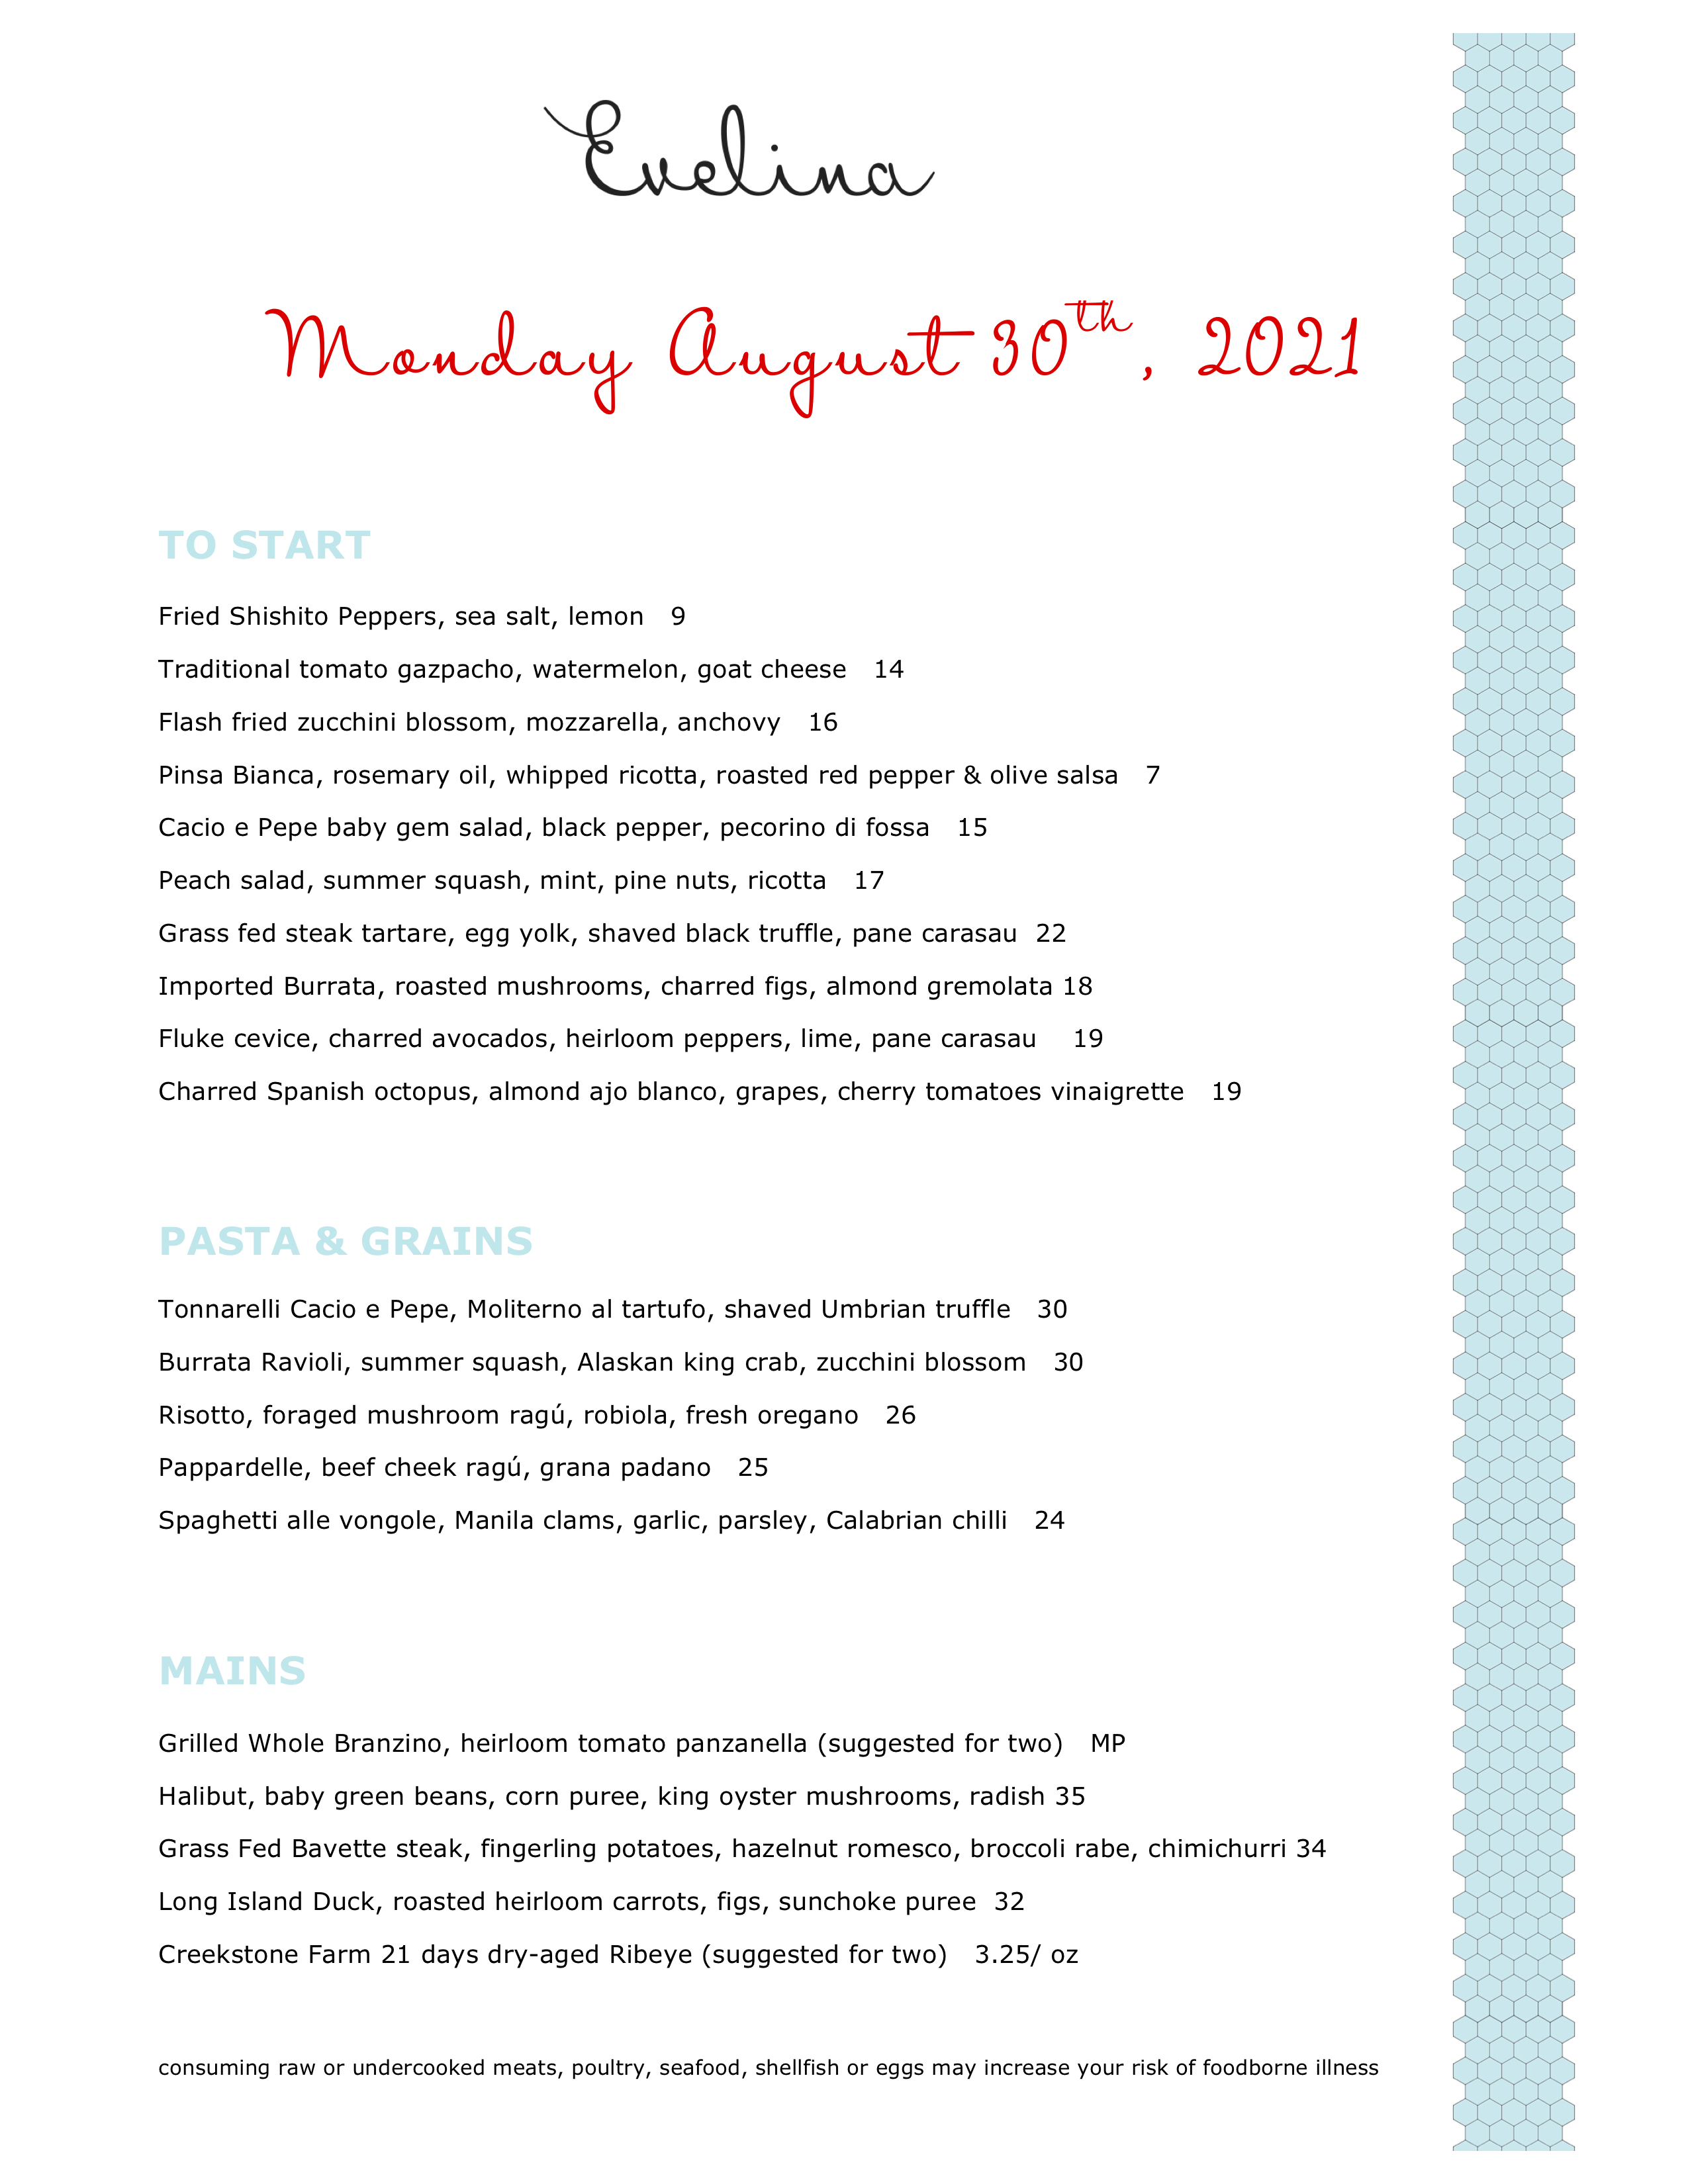 Evelina
Monday August 30th, 2021
TO START
Fried Shishito Peppers, sea salt, lemon 9
Traditional tomato gazpacho, watermelon, goat cheese 14
Flash fried zucchini blossom, mozzarella, anchovy 16
Pinsa Bianca, rosemary oil, whipped ricotta, roasted red pepper & olive salsa 7
Cacio e Pepe baby gem salad, black pepper, pecorino di fossa 15
Peach salad, summer squash, mint, pine nuts, ricotta 17
Grass fed steak tartare, egg yolk, shaved black truffle, pane carasau 22
Imported Burrata, roasted mushrooms, charred figs, almond gremolata 18
Fluke cevice, charred avocados, heirloom peppers, lime, pane carasau 19
Charred Spanish octopus, almond ajo blanco, grapes, cherry tomatoes vinaigrette 19
PASTA & GRAINS
Tonnarelli Cacio e Pepe, Moliterno al tartufo, shaved Umbrian truffle 30
Burrata Ravioli, summer squash, Alaskan king crab, zucchini blossom 30
Risotto, foraged mushroom ragú, robiola, fresh oregano 26
Pappardelle, beef cheek ragú, grana padano 25
Spaghetti alle vongole, Manila clams, garlic, parsley, Calabrian chilli 24
MAINS
Grilled Whole Branzino, heirloom tomato panzanella (suggested for two) MP
Halibut, baby green beans, corn puree, king oyster mushrooms, radish 35
Grass Fed Bavette steak, fingerling potatoes, hazelnut romesco, broccoli rabe, chimichurri 34
Long Island Duck, roasted heirloom carrots, figs, sunchoke puree 32
Creekstone Farm 21 days dry-aged Ribeye (suggested for two) 3.25/ oz
consuming raw or undercooked meats, poultry, seafood, shellfish or eggs may increase your risk of foodborne illness